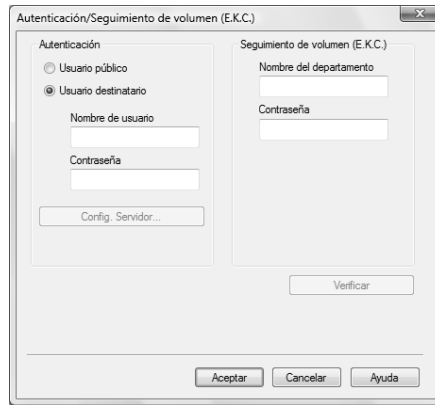 Autenticación/Seguimiento de volumen (E.K.C.)
Autenticación
Usuario público
Usuario destinatario
Nombre de usuario
Contraseña
Config. Servidor...
Seguimiento de volumen (E.K.C.)
Nombre del departamento
Contraseña
Verificar
Aceptar
Cancelar
Ayuda